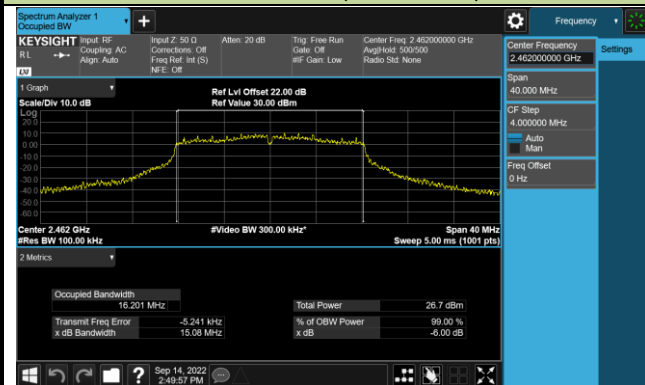 Spectrum Analyzer 1
Occupied BW
Frequency
KEYSIGHT
RL
LXI
Input: RF
Coupling: AC
Align: Auto
Input Z: 50 Ω
Corrections: Off
Freq Ref: Int (S)
NFE: Off
Atten: 20 dB
Trig: Free Run
Gate: Off
#IF Gain: Low
Center Freq: 2.462000000 GHz
Avg|Hold: 500/500
Radio Std: None
Center Frequency
2.462000000 GHz
Settings
Span
40.000 MHz
CF Step
4.000000 MHz
Auto
Man
Freq Offset
0 Hz
1 Graph
Scale/Div 10.0 dB
Ref Lvl Offset 22.00 dB
Ref Value 30.00 dBm
Log
20.0
10.0
0.00
-10.0
-20.0
-30.0
-40.0
-50.0
-60.0
Center 2.462 GHz
#Res BW 100.00 kHz
#Video BW 300.00 kHz*
Span 40 MHz
Sweep 5.00 ms (1001 pts)
2 Metrics
Occupied Bandwidth
16.201 MHz
Total Power 26.7 dBm
Transmit Freq Error -5.241 kHz
% of OBW Power 99.00 %
x dB Bandwidth 15.08 MHz
x dB -6.00 dB
?
Sep 14, 2022
2:49:57 PM